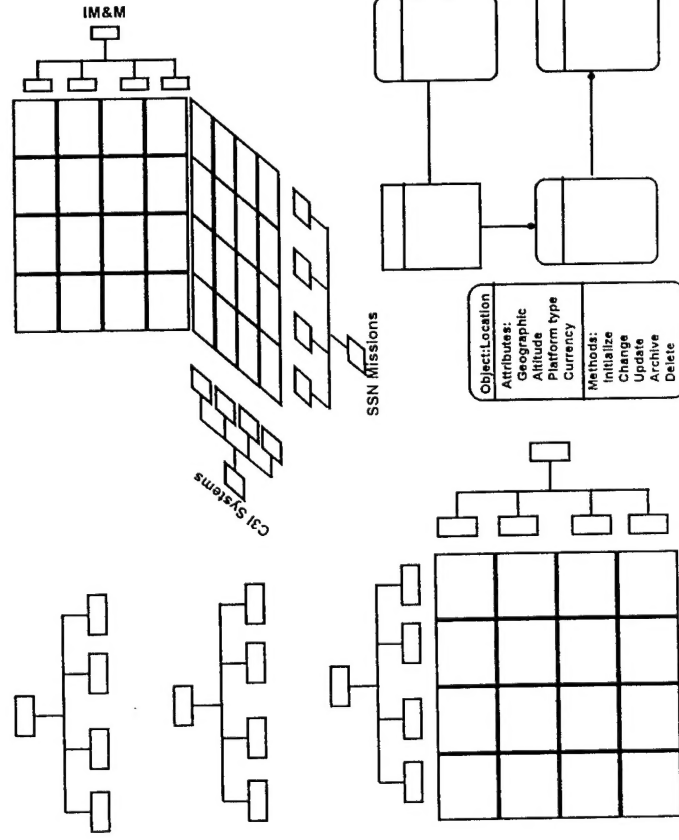 IM&M
C3I Systems
SSN Missions
Object:Location
Attributes:
Geographic
Altitude
Platform type
Currency
Methods:
Initialize
Change
Update
Archive
Delete